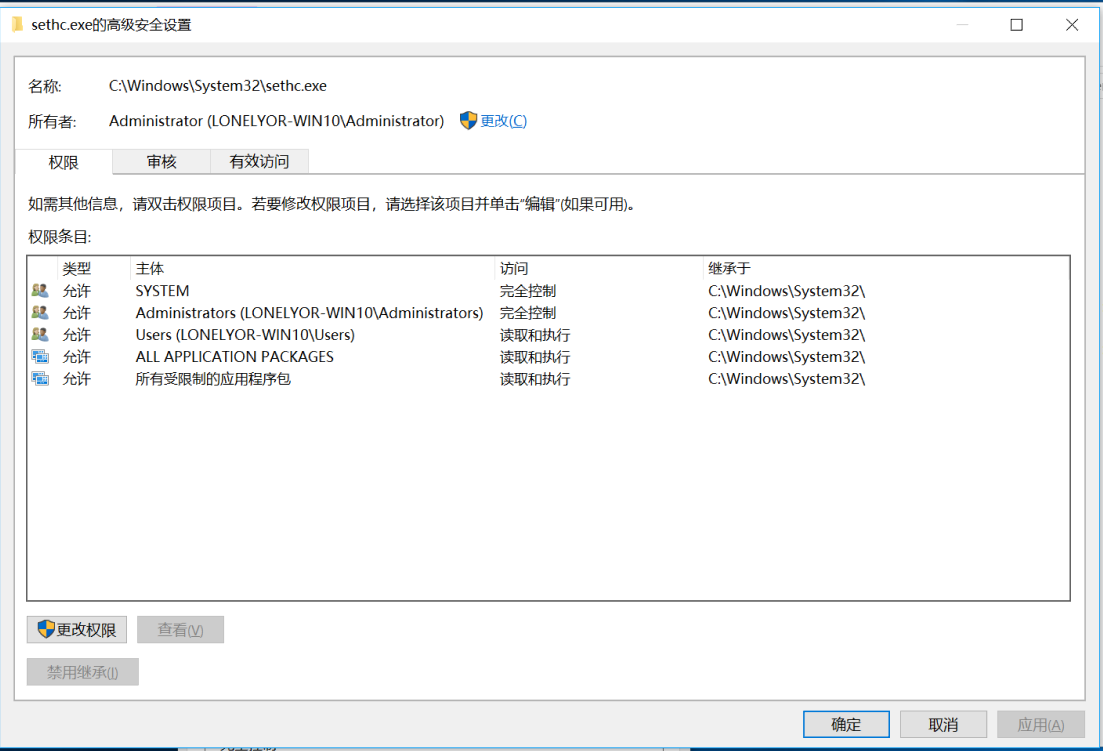 sethc.exe的高级安全设置
名称: C:\Windows\System32\sethc.exe
所有者: Administrator (LONELYOR-WIN10\Administrator) 更改(C)
权限 审核 有效访问
如需其他信息，请双击权限项目。若要修改权限项目，请选择该项目并单击“编辑”(如果可用)。
权限条目:
类型 主体 访问 继承于
允许 SYSTEM 完全控制 C:\Windows\System32\
允许 Administrators (LONELYOR-WIN10\Administrators) 完全控制 C:\Windows\System32\
允许 Users (LONELYOR-WIN10\Users) 读取和执行 C:\Windows\System32\
允许 ALL APPLICATION PACKAGES 读取和执行 C:\Windows\System32\
允许 所有受限制的应用程序包 读取和执行 C:\Windows\System32\
更改权限 查看(V)
禁用继承(I)
确定 取消 应用(A)